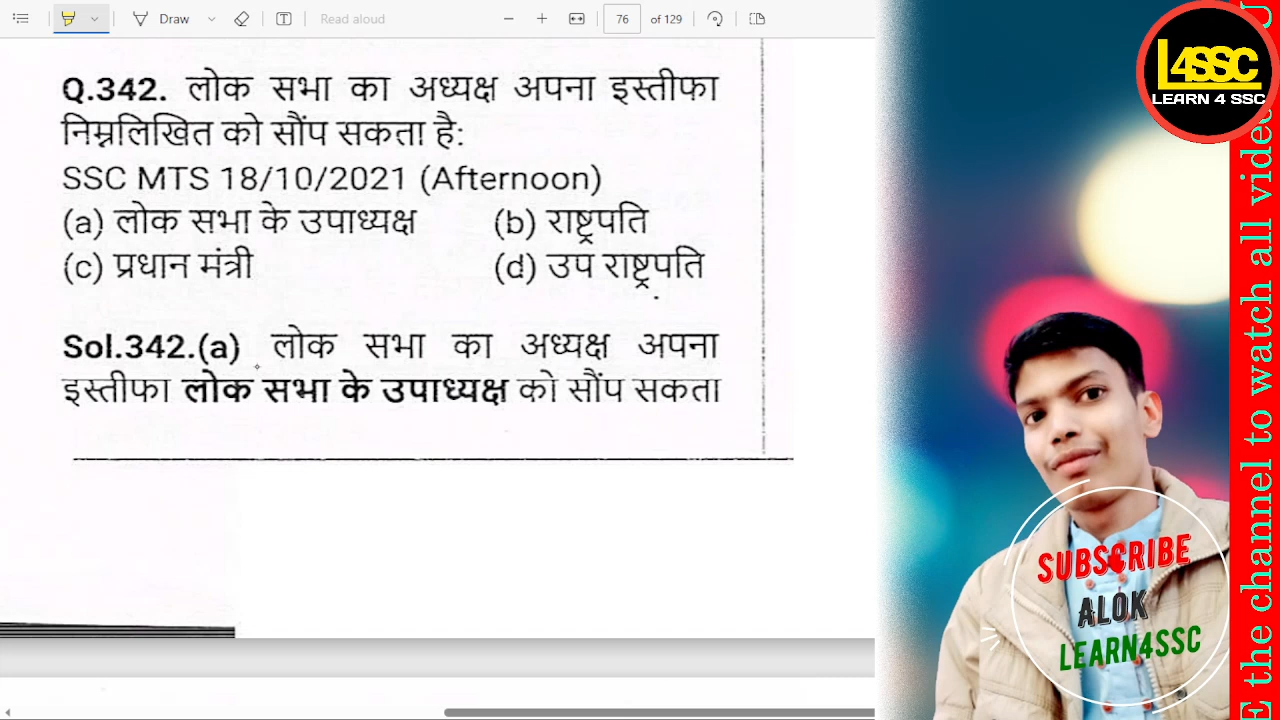 Draw
Read aloud
76
of 129
Q.342. लोक सभा का अध्यक्ष अपना इस्तीफा
निम्नलिखित को सौंप सकता है:
SSC MTS 18/10/2021 (Afternoon)
(a) लोक सभा के उपाध्यक्ष (b) राष्ट्रपति
(c) प्रधान मंत्री (d) उप राष्ट्रपति
Sol.342.(a) लोक सभा का अध्यक्ष अपना
इस्तीफा लोक सभा के उपाध्यक्ष को सौंप सकता
L4SSC
LEARN 4 SSC
SUBSCRIBE
ALOK
LEARN4SSC
E the channel to watch all video